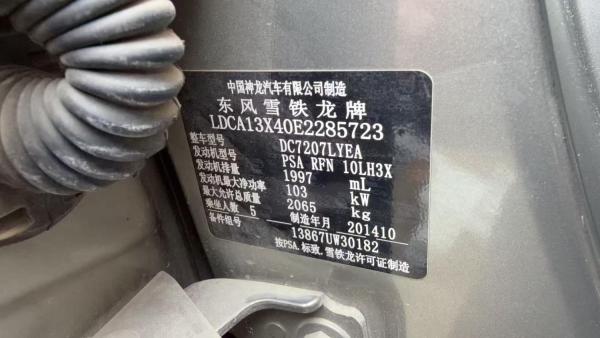 中国神龙汽车有限公司制造
东风雪铁龙牌
LDCA13X40E2285723
整车型号 DC7207LYEA
发动机型号 PSA RFN 10LH3X
发动机排量 1997 mL
发动机最大净功率 103 kW
最大允许总质量 2065 kg
乘坐人数 5 制造年月 201410
备件组号 13867UW30182
按PSA.标致.雪铁龙许可证制造